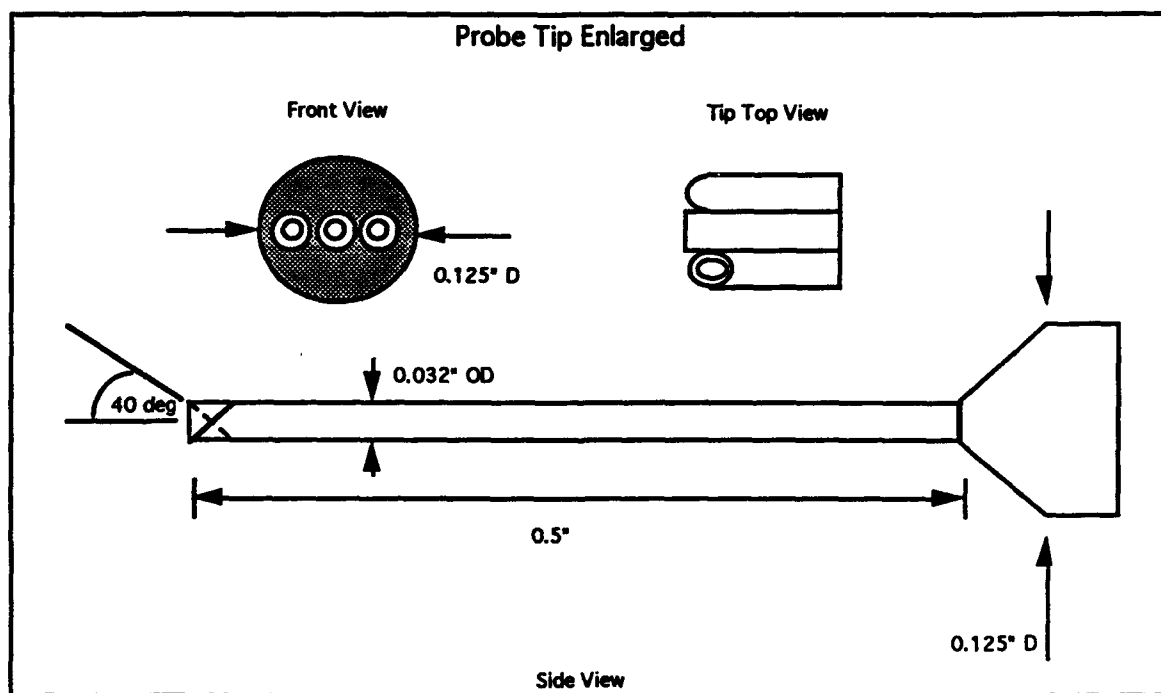 Probe Tip Enlarged
Front View
Tip Top View
0.125" D
0.032" OD
40 deg
0.5"
0.125" D
Side View